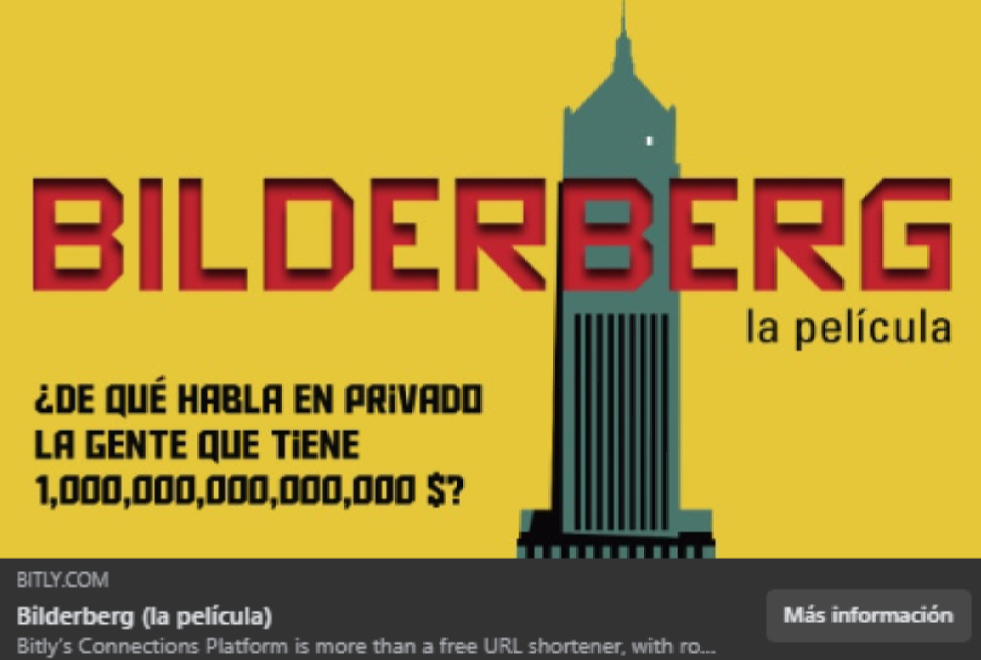 BILDERBERG
la película
¿DE QUÉ HABLA EN PRiVADO
LA GENTE QUE TiENE
1,000,000,000,000,000 $?
BITLY.COM
Bilderberg (la película)
Más información
Bitly's Connections Platform is more than a free URL shortener, with ro...